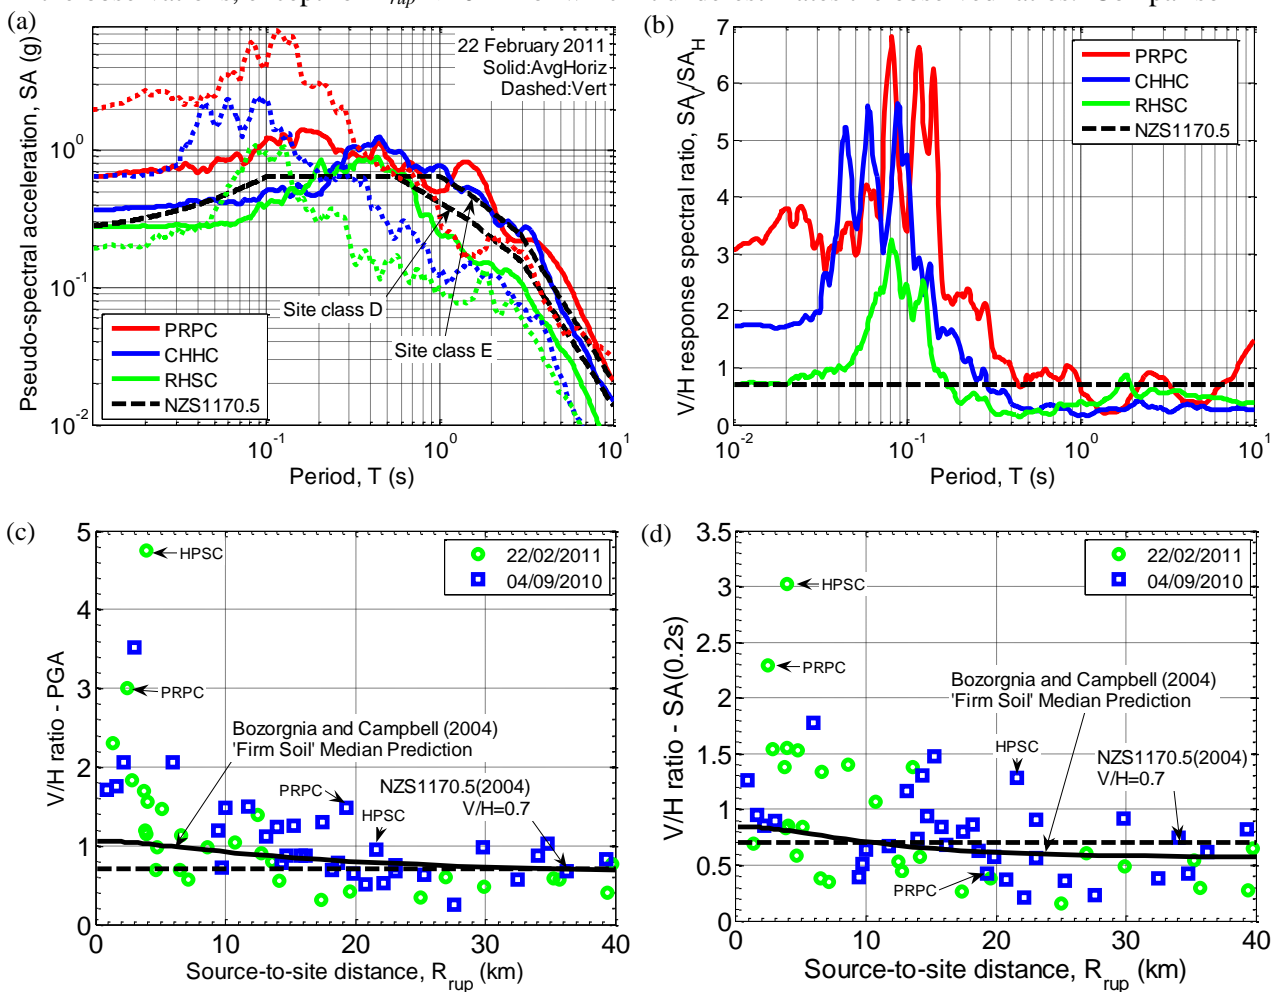 (a)
22 February 2011
Solid:AvgHoriz
Dashed:Vert
Pseudo-spectral acceleration, SA (g)
10^0
10^-1
10^-2
Site class D
Site class E
PRPC
CHHC
RHSC
NZS1170.5
10^-1
10^0
10^1
Period, T (s)
(b)
V/H response spectral ratio, SA_V/SA_H
7
6
5
4
3
2
1
0
PRPC
CHHC
RHSC
NZS1170.5
10^-2
10^-1
10^0
10^1
Period, T (s)
(c)
V/H ratio - PGA
5
4
3
2
1
0
HPSC
PRPC
22/02/2011
04/09/2010
Bozorgnia and Campbell (2004)
'Firm Soil' Median Prediction
PRPC
NZS1170.5(2004)
V/H=0.7
HPSC
0
10
20
30
40
Source-to-site distance, R_rup (km)
(d)
V/H ratio - SA(0.2s)
3.5
3
2.5
2
1.5
1
0.5
0
HPSC
PRPC
22/02/2011
04/09/2010
Bozorgnia and Campbell (2004)
'Firm Soil' Median Prediction
HPSC
NZS1170.5(2004)
V/H=0.7
PRPC
0
10
20
30
40
Source-to-site distance, R_rup (km)